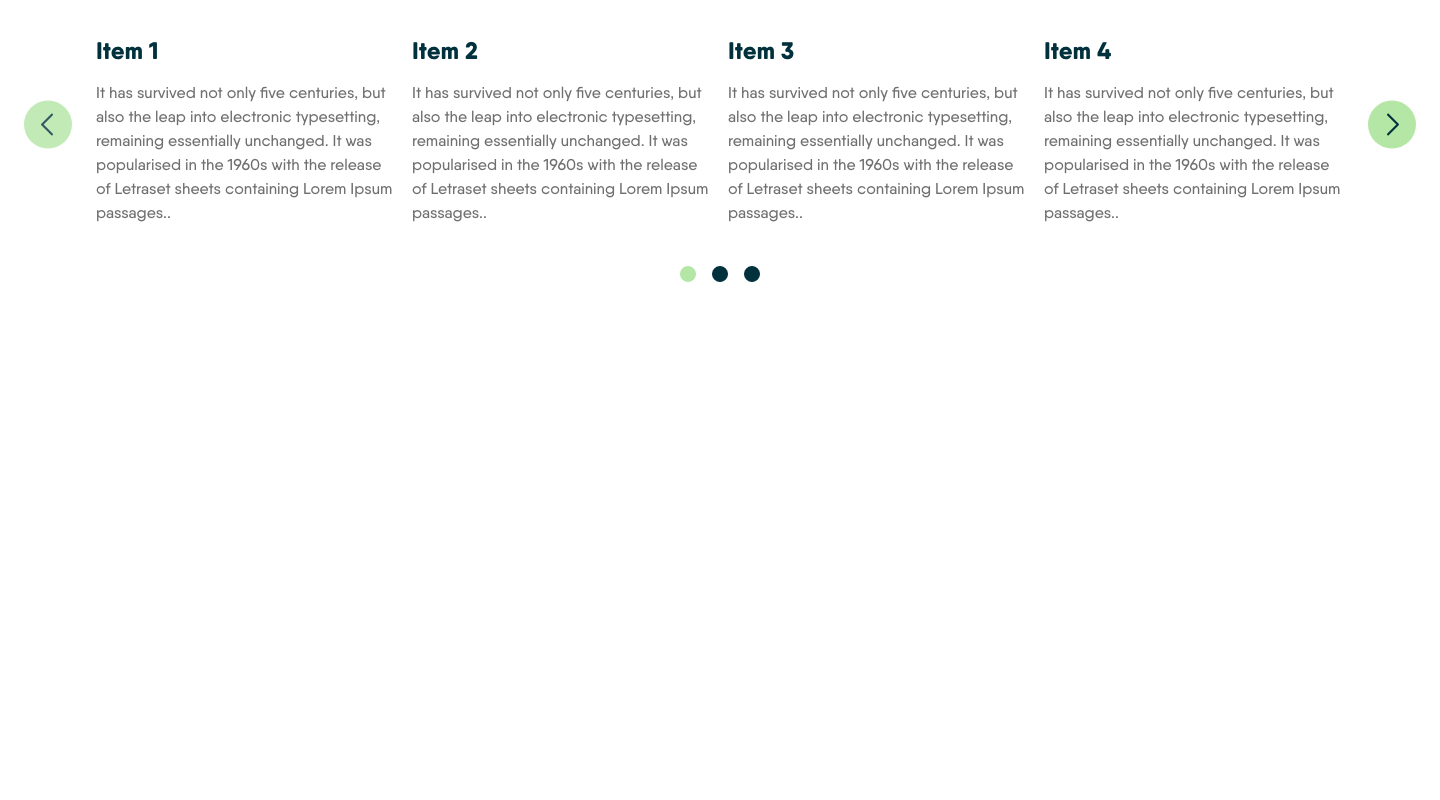 Item 1
It has survived not only five centuries, but
also the leap into electronic typesetting,
remaining essentially unchanged. It was
popularised in the 1960s with the release
of Letraset sheets containing Lorem Ipsum
passages..
Item 2
It has survived not only five centuries, but
also the leap into electronic typesetting,
remaining essentially unchanged. It was
popularised in the 1960s with the release
of Letraset sheets containing Lorem Ipsum
passages..
Item 3
It has survived not only five centuries, but
also the leap into electronic typesetting,
remaining essentially unchanged. It was
popularised in the 1960s with the release
of Letraset sheets containing Lorem Ipsum
passages..
Item 4
It has survived not only five centuries, but
also the leap into electronic typesetting,
remaining essentially unchanged. It was
popularised in the 1960s with the release
of Letraset sheets containing Lorem Ipsum
passages..